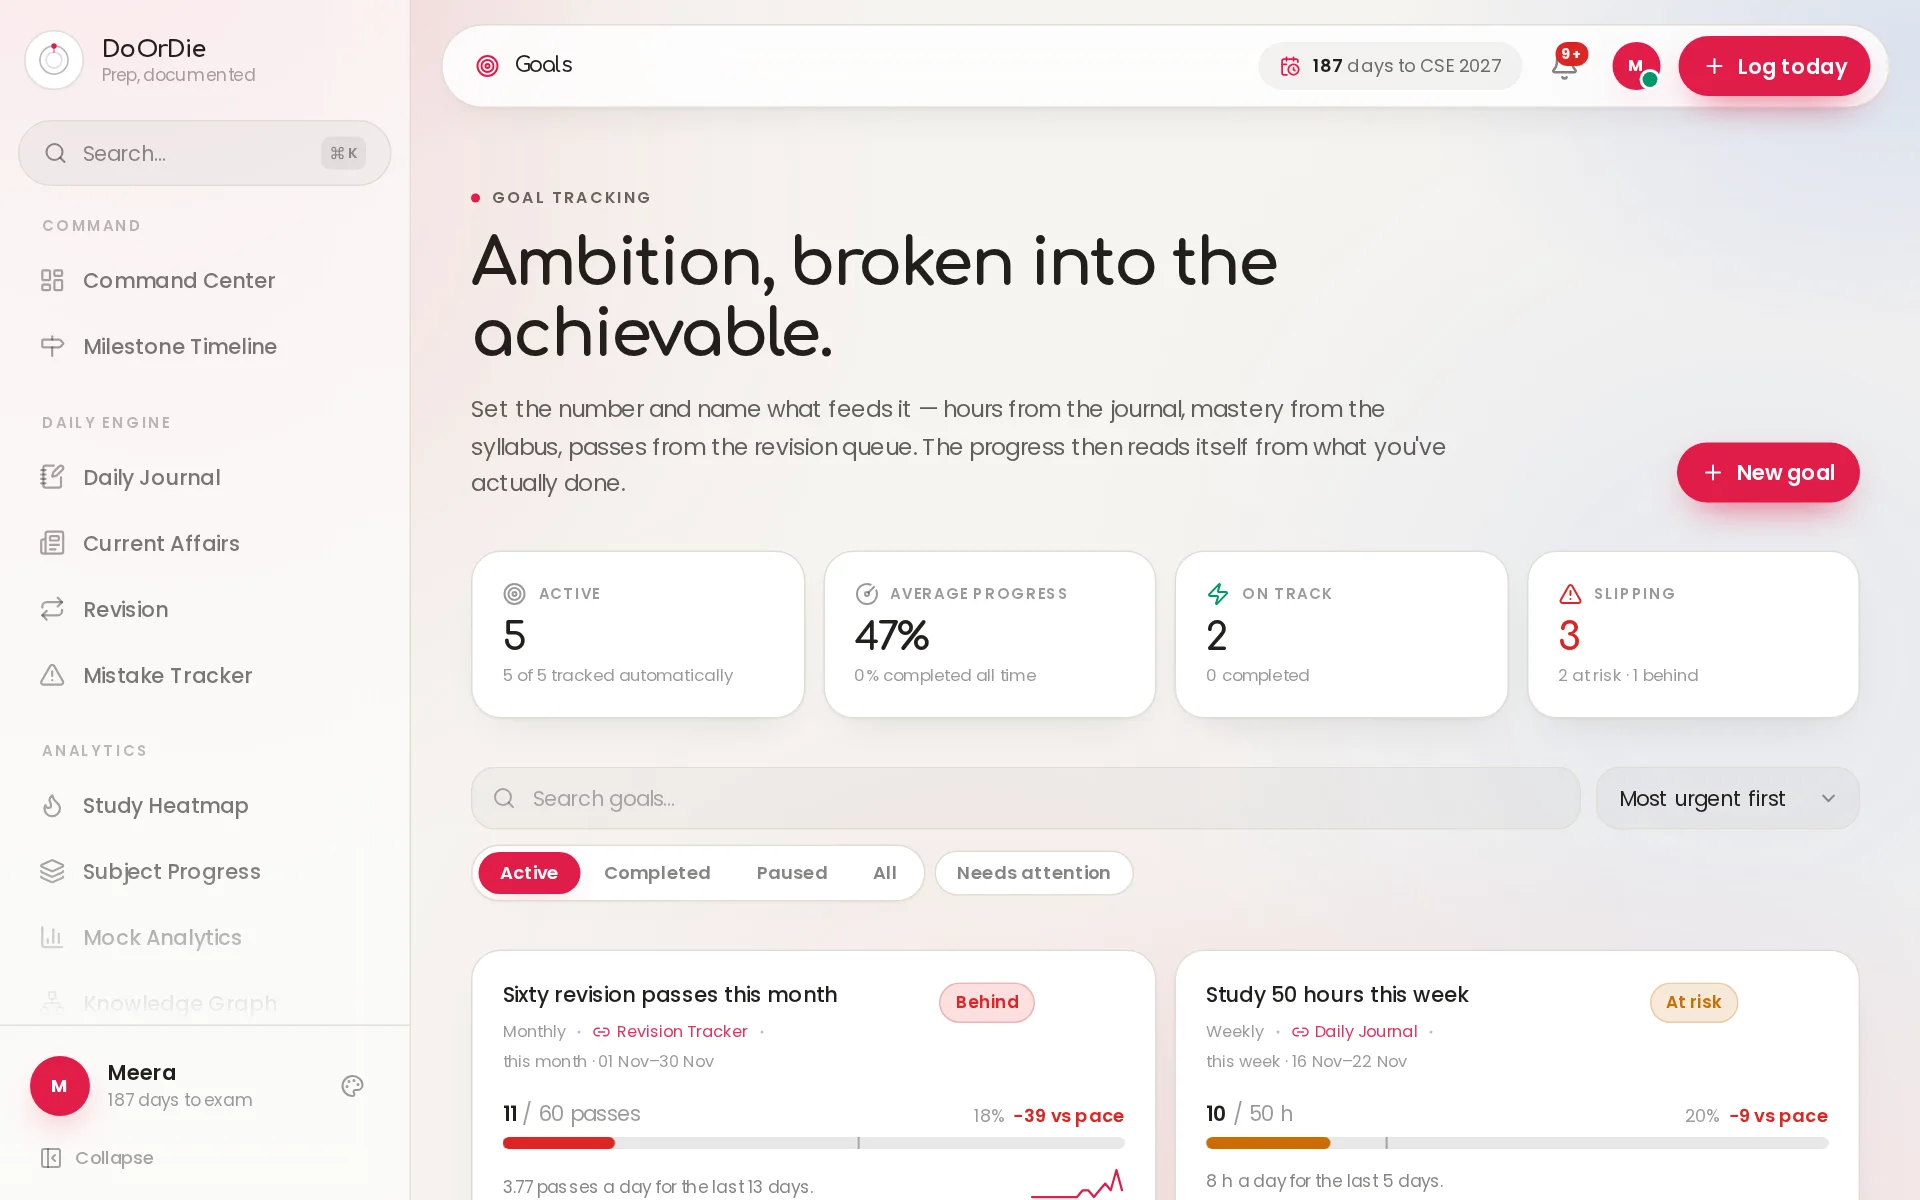 DoOrDie
Prep, documented
Search...
⌘K
COMMAND
Command Center
Milestone Timeline
DAILY ENGINE
Daily Journal
Current Affairs
Revision
Mistake Tracker
ANALYTICS
Study Heatmap
Subject Progress
Mock Analytics
Knowledge Graph
M
Meera
187 days to exam
Collapse
Goals
187 days to CSE 2027
9+
M
Log today
GOAL TRACKING
Ambition, broken into the
achievable.
Set the number and name what feeds it — hours from the journal, mastery from the
syllabus, passes from the revision queue. The progress then reads itself from what you've
actually done.
New goal
ACTIVE
5
5 of 5 tracked automatically
AVERAGE PROGRESS
47%
0% completed all time
ON TRACK
2
0 completed
SLIPPING
3
2 at risk · 1 behind
Search goals...
Most urgent first
Active
Completed
Paused
All
Needs attention
Sixty revision passes this month
Behind
Monthly · Revision Tracker ·
this month · 01 Nov–30 Nov
11 / 60 passes
18% -39 vs pace
3.77 passes a day for the last 13 days.
Study 50 hours this week
At risk
Weekly · Daily Journal ·
this week · 16 Nov–22 Nov
10 / 50 h
20% -9 vs pace
8 h a day for the last 5 days.